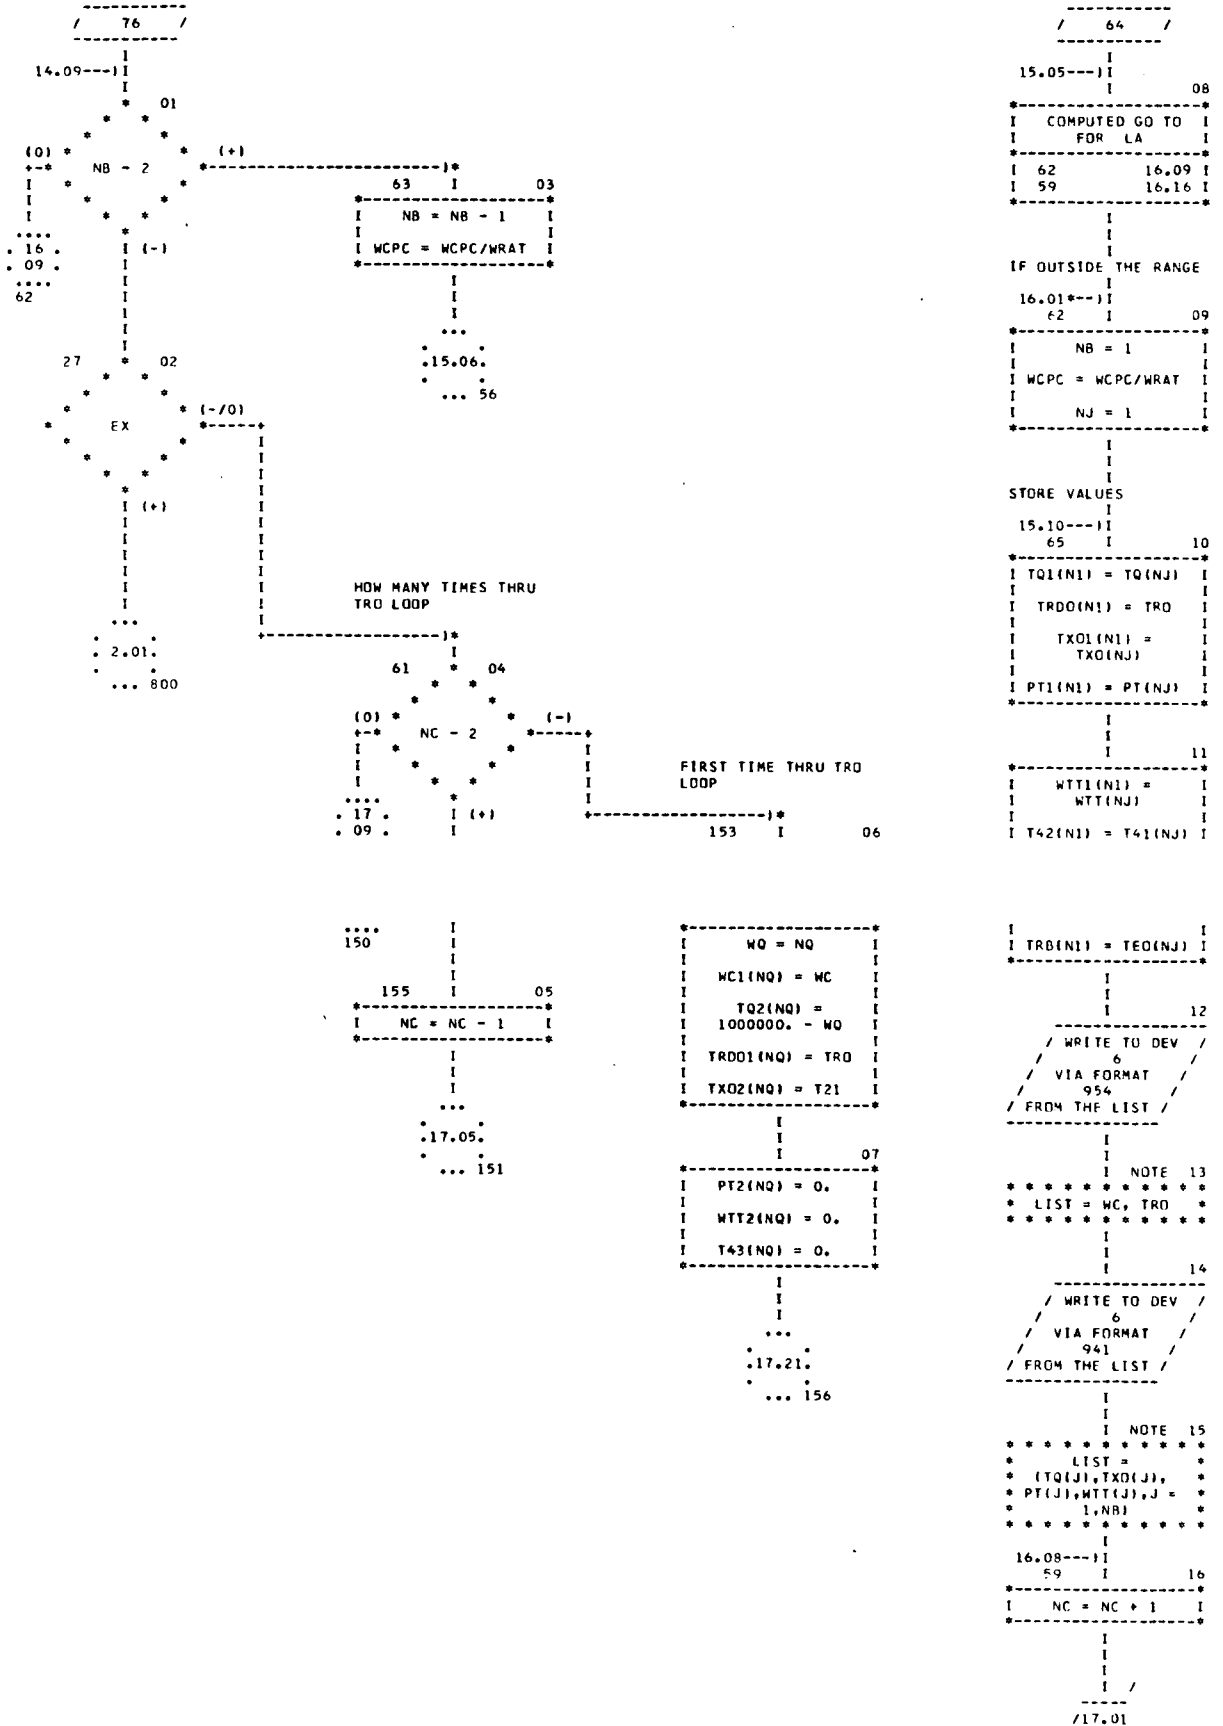 / 76 /
14.09---)I
01
NB - 2
(0)
(+)
(-)
16
09
62
63 03
NB = NB - 1
WCPC = WCPC/WRAT
.15.06.
... 56
27 02
EX
(-/0)
(+)
. 2.01.
... 800
HOW MANY TIMES THRU
TRO LOOP
61 04
NC - 2
(0)
(-)
(+)
. 17 .
. 09 .
150
155 05
NC = NC - 1
.17.05.
... 151
FIRST TIME THRU TRO
LOOP
153 06
WQ = NQ
WC1(NQ) = WC
TQ2(NQ) =
1000000. - WQ
TRDO1(NQ) = TRO
TXO2(NQ) = T21
07
PT2(NQ) = 0.
WTT2(NQ) = 0.
T43(NQ) = 0.
.17.21.
... 156
/ 64 /
15.05---)I
08
COMPUTED GO TO
FOR LA
62 16.09
59 16.16
IF OUTSIDE THE RANGE
16.01*--)I
62 09
NB = 1
WCPC = WCPC/WRAT
NJ = 1
STORE VALUES
15.10---)I
65 10
TQ1(N1) = TQ(NJ)
TRDO(N1) = TRO
TXO1(N1) =
TXO(NJ)
PT1(N1) = PT(NJ)
11
WTT1(N1) =
WTT(NJ)
T42(N1) = T41(NJ)
TRB(N1) = TEO(NJ)
12
/ WRITE TO DEV /
/ 6 /
/ VIA FORMAT /
/ 954 /
/ FROM THE LIST /
NOTE 13
* LIST = WC, TRO *
14
/ WRITE TO DEV /
/ 6 /
/ VIA FORMAT /
/ 941 /
/ FROM THE LIST /
NOTE 15
* LIST = *
* (TQ(J),TXO(J), *
* PT(J),WTT(J),J = *
* 1,NB) *
16.08---)I
59 16
NC = NC + 1
/17.01